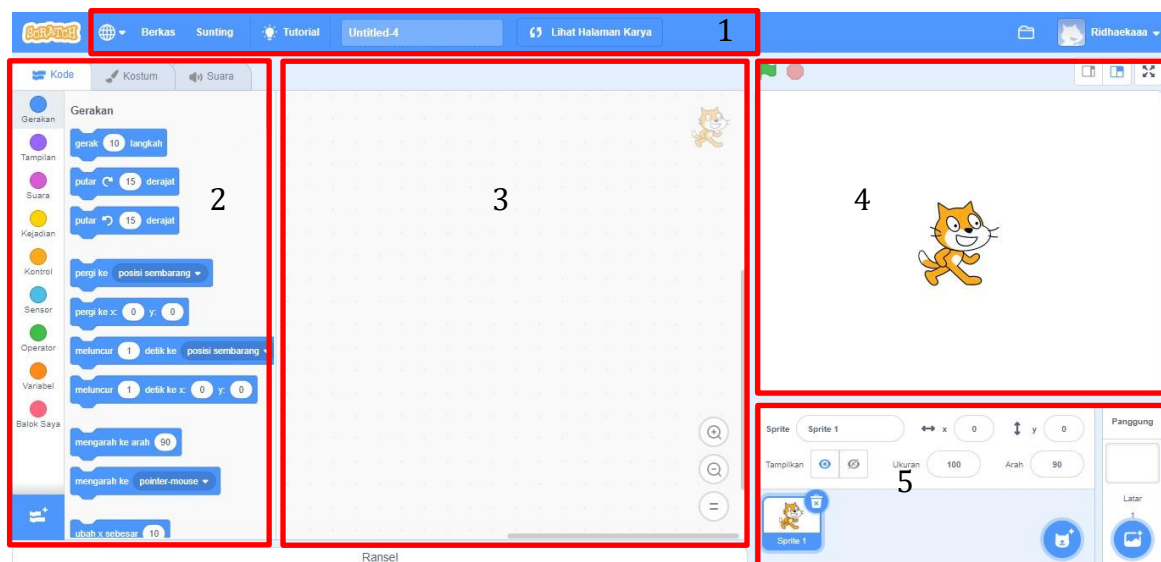 SCRATCH Berkas Sunting Tutorial Untitled-4 Lihat Halaman Karya 1 Ridhaekaaa
Kode Kostum Suara
Gerakan
Tampilan
Suara
Kejadian
Kontrol
Sensor
Operator
Variabel
Balok Saya
Gerakan
gerak 10 langkah
putar 15 derajat
2
putar 15 derajat
pergi ke posisi sembarang
pergi ke x: 0 y: 0
meluncur 1 detik ke posisi sembarang
meluncur 1 detik ke x: 0 y: 0
mengarah ke arah 90
mengarah ke pointer-mouse
ubah x sebesar 10
3
4
Sprite Sprite 1 x 0 y 0
Tampilkan Ukuran 100 Arah 90
5
Sprite 1
Panggung
Latar
1
Ransel